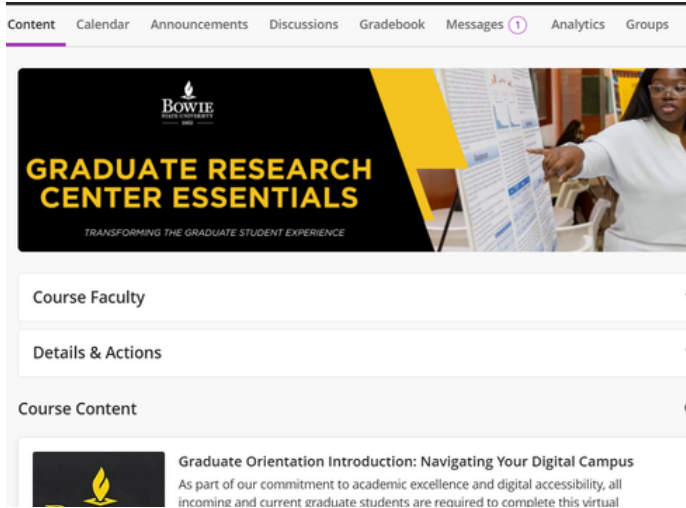 Content Calendar Announcements Discussions Gradebook Messages 1 Analytics Groups
BOWIE
STATE UNIVERSITY
GRADUATE RESEARCH
CENTER ESSENTIALS
TRANSFORMING THE GRADUATE STUDENT EXPERIENCE
Course Faculty
Details & Actions
Course Content
Graduate Orientation Introduction: Navigating Your Digital Campus
As part of our commitment to academic excellence and digital accessibility, all
incoming and current graduate students are required to complete this virtual